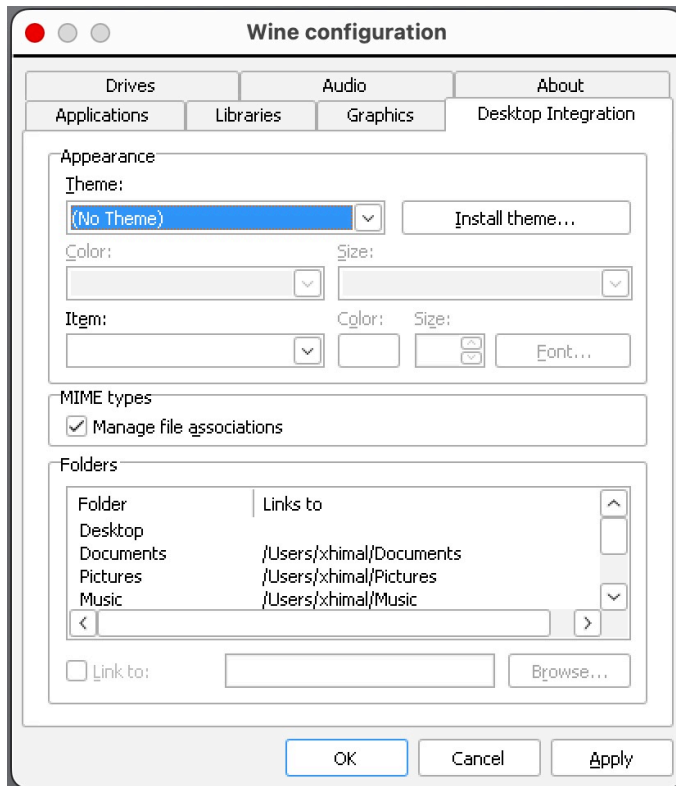 Wine configuration
Drives Audio About
Applications Libraries Graphics Desktop Integration
Appearance
Theme:
(No Theme) Install theme...
Color: Size:
Item: Color: Size:
Font...
MIME types
Manage file associations
Folders
Folder Links to
Desktop
Documents /Users/xhimal/Documents
Pictures /Users/xhimal/Pictures
Music /Users/xhimal/Music
Link to: Browse...
OK Cancel Apply